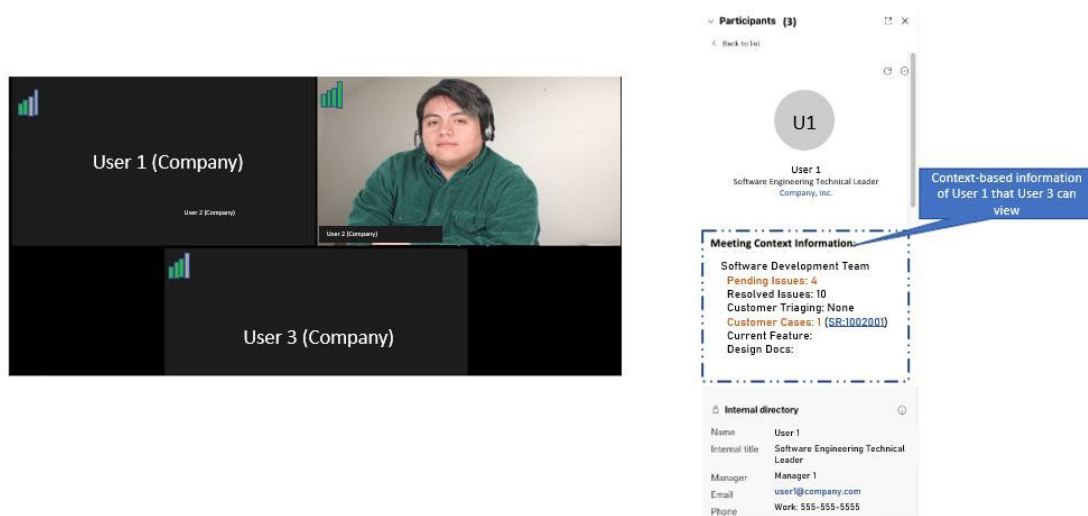 User 1 (Company)
User 2 (Company)
User 2 (Company)
User 3 (Company)
Participants (3)
Back to list
U1
User 1
Software Engineering Technical Leader
Company, Inc.
Context-based information
of User 1 that User 3 can
view
Meeting Context Information:
Software Development Team
Pending Issues: 4
Resolved Issues: 10
Customer Triaging: None
Customer Cases: 1 (SR:1002001)
Current Feature:
Design Docs:
Internal directory
Name User 1
Internal title Software Engineering Technical
Leader
Manager Manager 1
Email user1@company.com
Phone Work: 555-555-5555